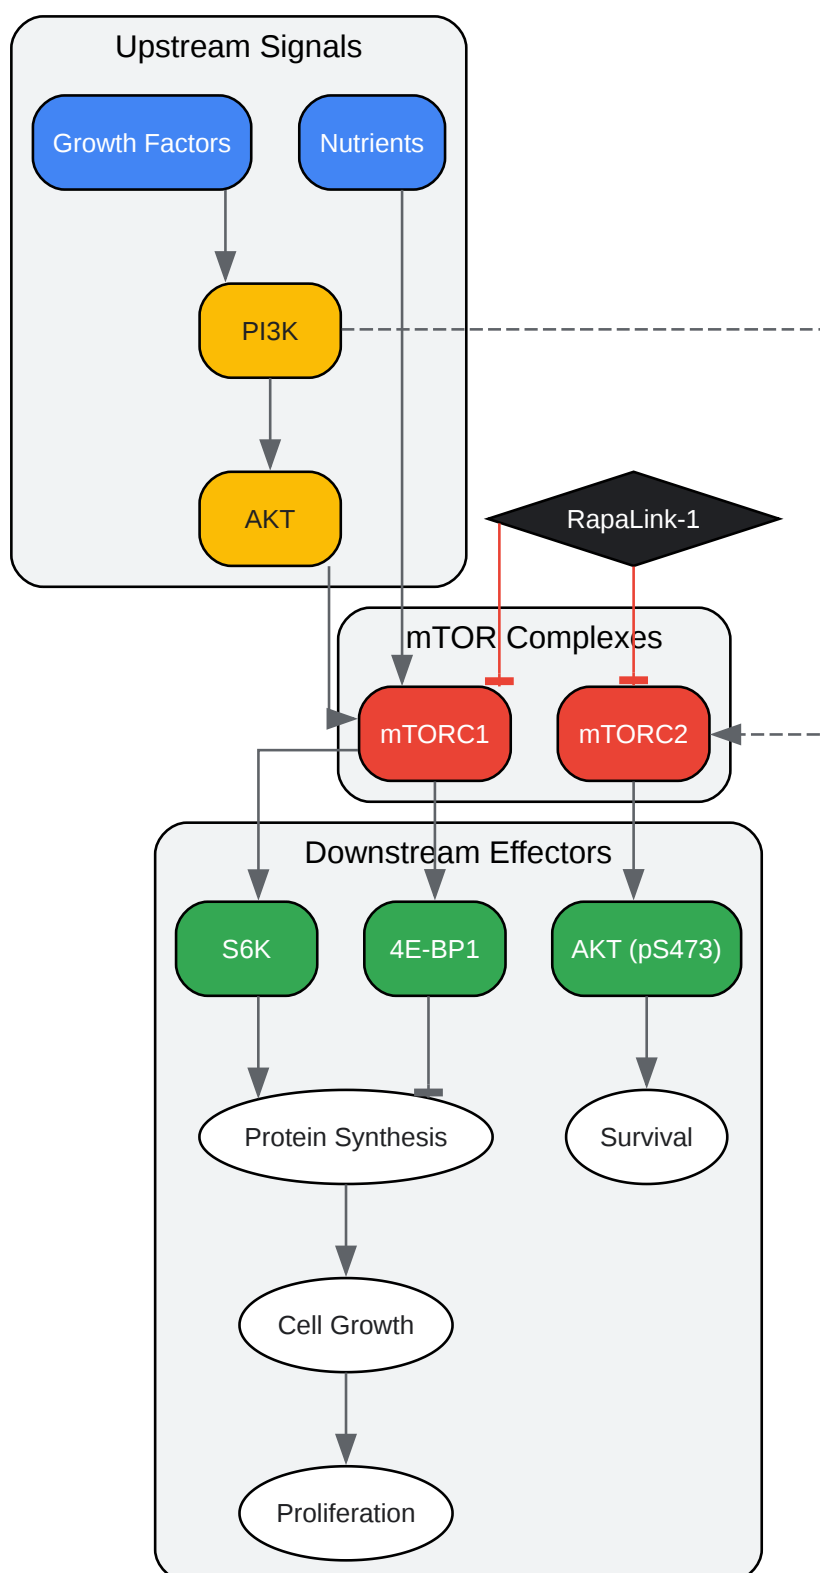 Upstream Signals
Growth Factors
Nutrients
PI3K
AKT
RapaLink-1
mTOR Complexes
mTORC1
mTORC2
Downstream Effectors
S6K
4E-BP1
AKT (pS473)
Protein Synthesis
Survival
Cell Growth
Proliferation